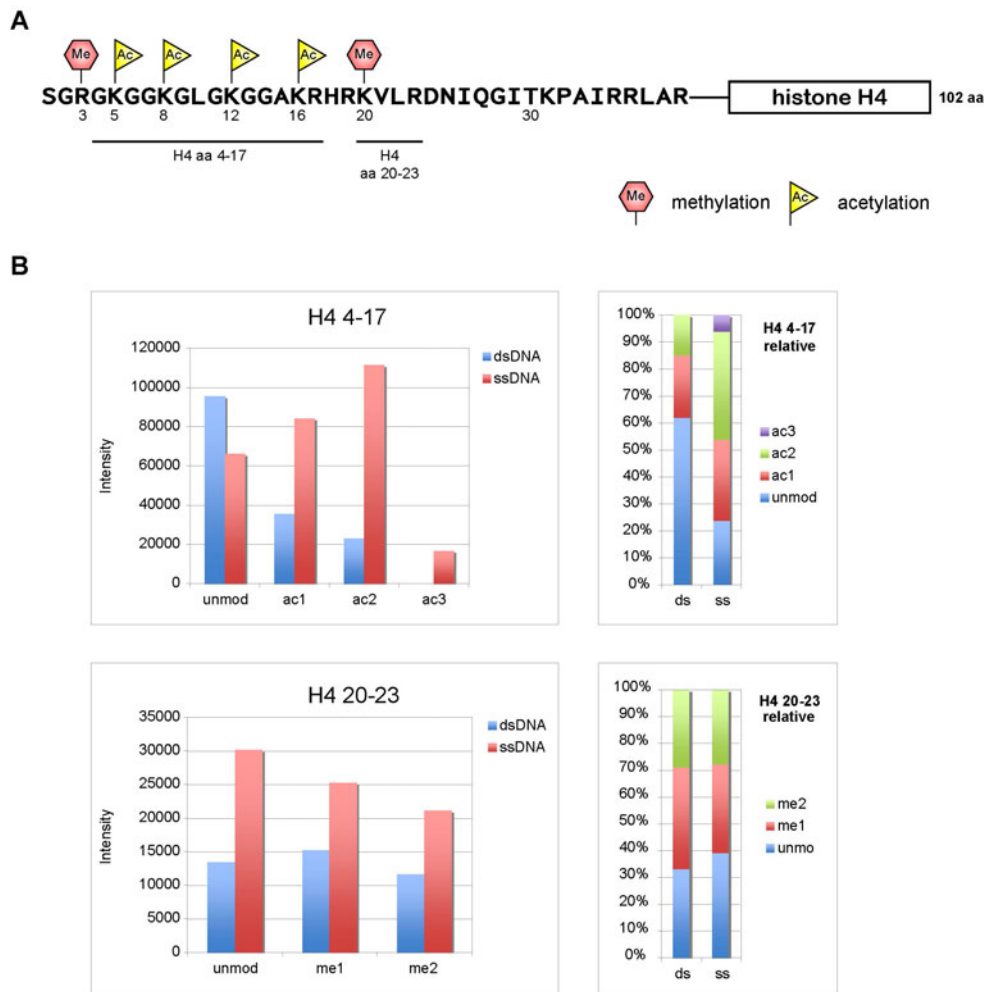 A
Me Ac Ac Ac Ac Me
SGRGKGGKGLGKGGAKRHRKVLRDNIQGITKPAIRRLAR histone H4 102 aa
3 5 8 12 16 20 30
H4 aa 4-17
H4
aa 20-23
Me methylation Ac acetylation
B
H4 4-17
120000
100000
80000
60000
40000
20000
0
Intensity
unmod ac1 ac2 ac3
dsDNA
ssDNA
100%
90%
80%
70%
60%
50%
40%
30%
20%
10%
0%
ds ss
H4 4-17
relative
ac3
ac2
ac1
unmod
H4 20-23
35000
30000
25000
20000
15000
10000
5000
0
Intensity
unmod me1 me2
dsDNA
ssDNA
100%
90%
80%
70%
60%
50%
40%
30%
20%
10%
0%
ds ss
H4 20-23
relative
me2
me1
unmo